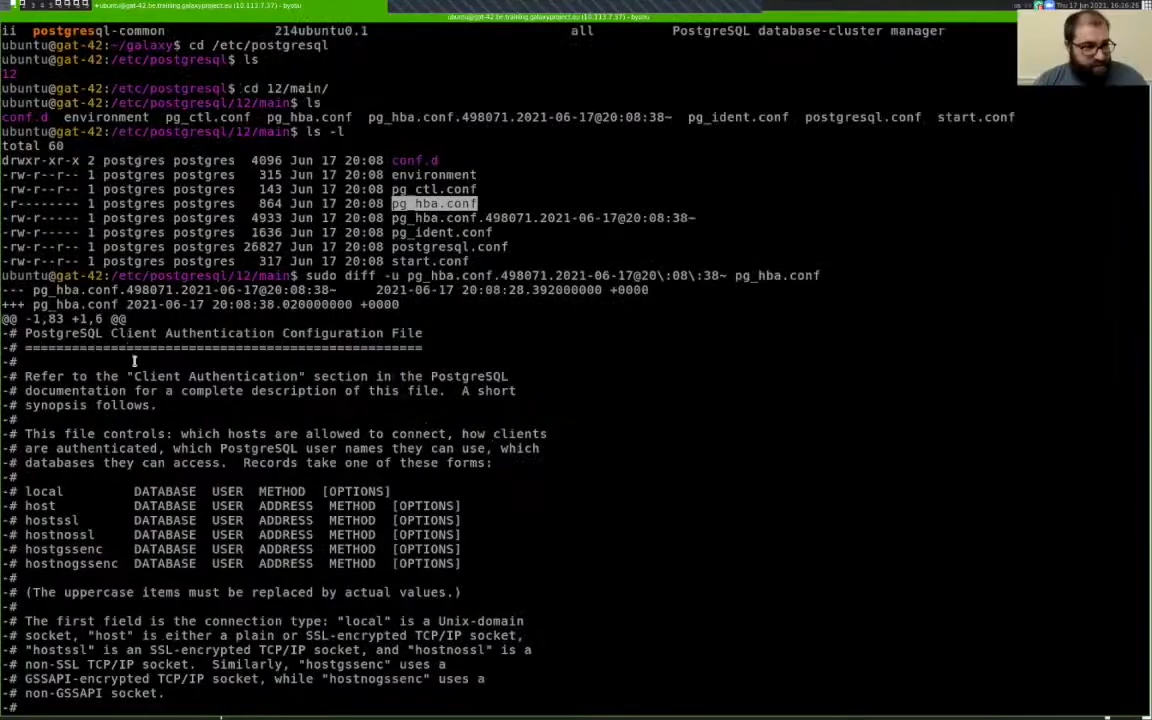 ubuntu@gat-42.be.training.galaxyproject.eu (10.113.7.37) - byobu
Thu 17 Jun 2021, 16:16:26
ubuntu@gat-42.be.training.galaxyproject.eu (10.113.7.37) - byobu
ii  postgresql-common              214ubuntu0.1                          all          PostgreSQL database-cluster manager
ubuntu@gat-42:~/galaxy$ cd /etc/postgresql
ubuntu@gat-42:/etc/postgresql$ ls
12
ubuntu@gat-42:/etc/postgresql$ cd 12/main/
ubuntu@gat-42:/etc/postgresql/12/main$ ls
conf.d  environment  pg_ctl.conf  pg_hba.conf  pg_hba.conf.498071.2021-06-17@20:08:38~  pg_ident.conf  postgresql.conf  start.conf
ubuntu@gat-42:/etc/postgresql/12/main$ ls -l
total 60
drwxr-xr-x 2 postgres postgres  4096 Jun 17 20:08 conf.d
-rw-r--r-- 1 postgres postgres   315 Jun 17 20:08 environment
-rw-r--r-- 1 postgres postgres   143 Jun 17 20:08 pg_ctl.conf
-r-------- 1 postgres postgres   864 Jun 17 20:08 pg_hba.conf
-rw-r--r-- 1 postgres postgres  4933 Jun 17 20:08 pg_hba.conf.498071.2021-06-17@20:08:38~
-rw-r--r-- 1 postgres postgres  1636 Jun 17 20:08 pg_ident.conf
-rw-r--r-- 1 postgres postgres 26827 Jun 17 20:08 postgresql.conf
-rw-r--r-- 1 postgres postgres   317 Jun 17 20:08 start.conf
ubuntu@gat-42:/etc/postgresql/12/main$ sudo diff -u pg_hba.conf.498071.2021-06-17@20\:08\:38~ pg_hba.conf
--- pg_hba.conf.498071.2021-06-17@20:08:38~     2021-06-17 20:08:28.392000000 +0000
+++ pg_hba.conf 2021-06-17 20:08:38.020000000 +0000
@@ -1,83 +1,6 @@
-# PostgreSQL Client Authentication Configuration File
-# ===================================================
-#
-# Refer to the "Client Authentication" section in the PostgreSQL
-# documentation for a complete description of this file.  A short
-# synopsis follows.
-#
-# This file controls: which hosts are allowed to connect, how clients
-# are authenticated, which PostgreSQL user names they can use, which
-# databases they can access.  Records take one of these forms:
-#
-# local         DATABASE  USER  METHOD  [OPTIONS]
-# host          DATABASE  USER  ADDRESS  METHOD  [OPTIONS]
-# hostssl       DATABASE  USER  ADDRESS  METHOD  [OPTIONS]
-# hostnossl     DATABASE  USER  ADDRESS  METHOD  [OPTIONS]
-# hostgssenc    DATABASE  USER  ADDRESS  METHOD  [OPTIONS]
-# hostnogssenc  DATABASE  USER  ADDRESS  METHOD  [OPTIONS]
-#
-# (The uppercase items must be replaced by actual values.)
-#
-# The first field is the connection type: "local" is a Unix-domain
-# socket, "host" is either a plain or SSL-encrypted TCP/IP socket,
-# "hostssl" is an SSL-encrypted TCP/IP socket, and "hostnossl" is a
-# non-SSL TCP/IP socket.  Similarly, "hostgssenc" uses a
-# GSSAPI-encrypted TCP/IP socket, while "hostnogssenc" uses a
-# non-GSSAPI socket.
-#